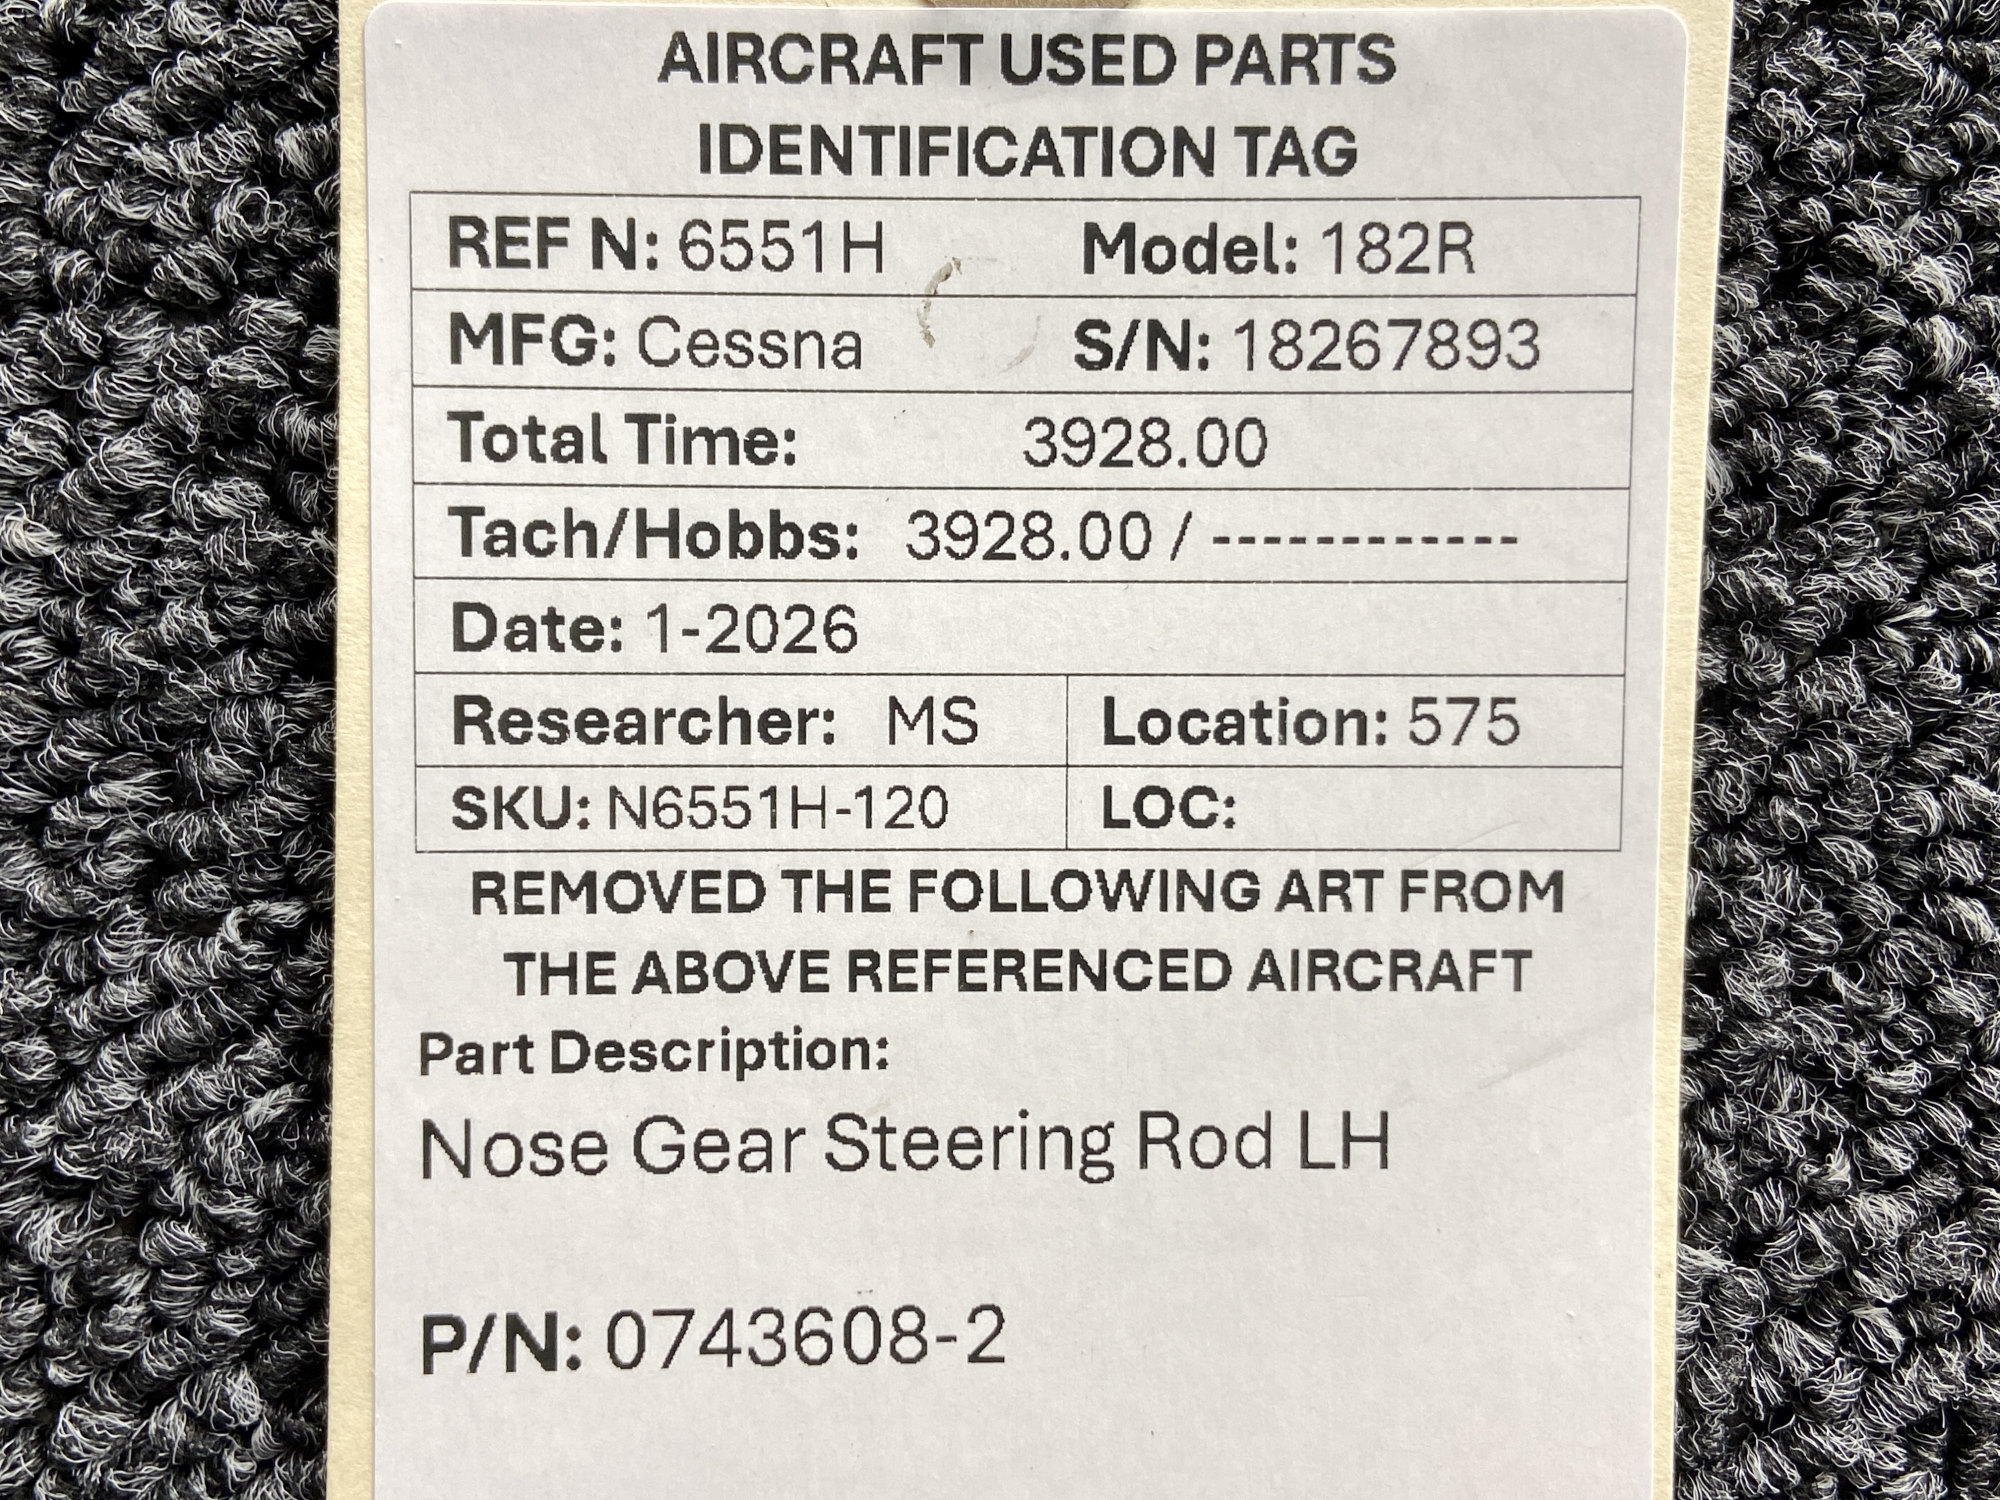 AIRCRAFT USED PARTS
IDENTIFICATION TAG
REF N: 6551H Model: 182R
MFG: Cessna S/N: 18267893
Total Time: 3928.00
Tach/Hobbs: 3928.00 / ------------
Date: 1-2026
Researcher: MS Location: 575
SKU: N6551H-120 LOC:
REMOVED THE FOLLOWING ART FROM
THE ABOVE REFERENCED AIRCRAFT
Part Description:
Nose Gear Steering Rod LH
P/N: 0743608-2